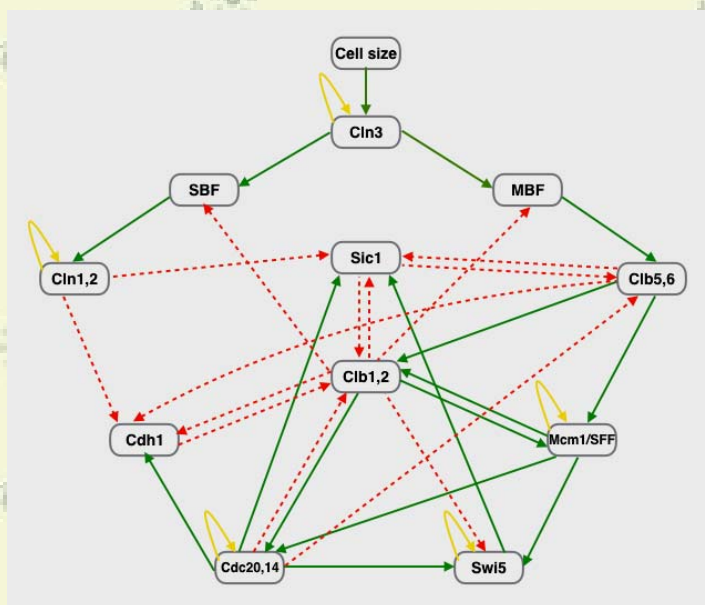 Cell size
Cln3
SBF
MBF
Sic1
Cln1,2
Clb5,6
Clb1,2
Cdh1
Mcm1/SFF
Cdc20,14
Swi5